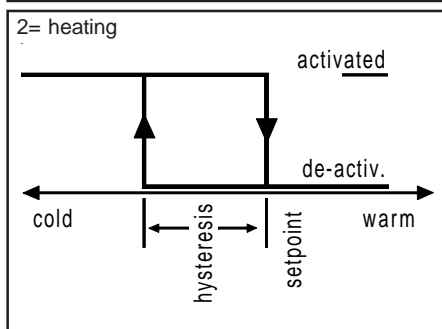 2= heating
activated
de-activ.
cold
warm
hysteresis
setpoint